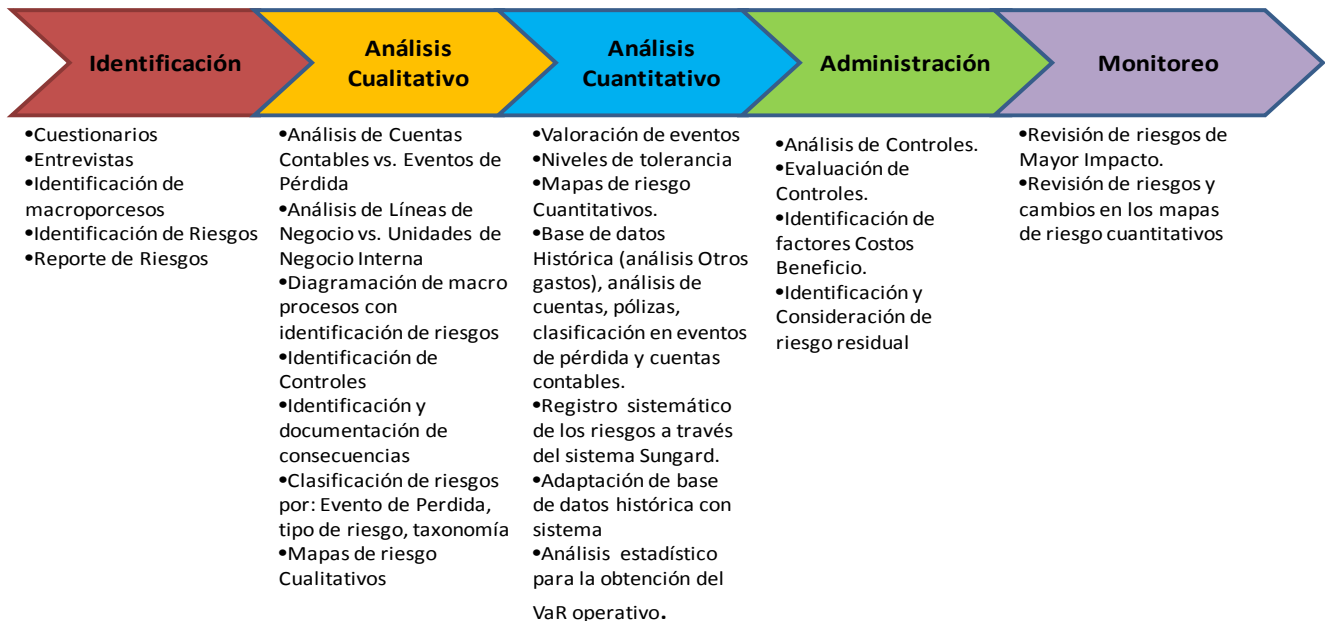 Identificación
Análisis
Cualitativo
Análisis
Cuantitativo
Administración
Monitoreo
•Cuestionarios
•Entrevistas
•Identificación de
macroporcesos
•Identificación de Riesgos
•Reporte de Riesgos
•Análisis de Cuentas
Contables vs. Eventos de
Pérdida
•Análisis de Líneas de
Negocio vs. Unidades de
Negocio Interna
•Diagramación de macro
procesos con
identificación de riesgos
•Identificación de
Controles
•Identificación y
documentación de
consecuencias
•Clasificación de riesgos
por: Evento de Perdida,
tipo de riesgo, taxonomía
•Mapas de riesgo
Cualitativos
•Valoración de eventos
•Niveles de tolerancia
•Mapas de riesgo
Cuantitativos.
•Base de datos
Histórica (análisis Otros
gastos), análisis de
cuentas, pólizas,
clasificación en eventos
de pérdida y cuentas
contables.
•Registro sistemático
de los riesgos a través
del sistema Sungard.
•Adaptación de base
de datos histórica con
sistema
•Análisis estadístico
para la obtención del
VaR operativo.
•Análisis de Controles.
•Evaluación de
Controles.
•Identificación de
factores Costos
Beneficio.
•Identificación y
Consideración de
riesgo residual
•Revisión de riesgos de
Mayor Impacto.
•Revisión de riesgos y
cambios en los mapas
de riesgo cuantitativos